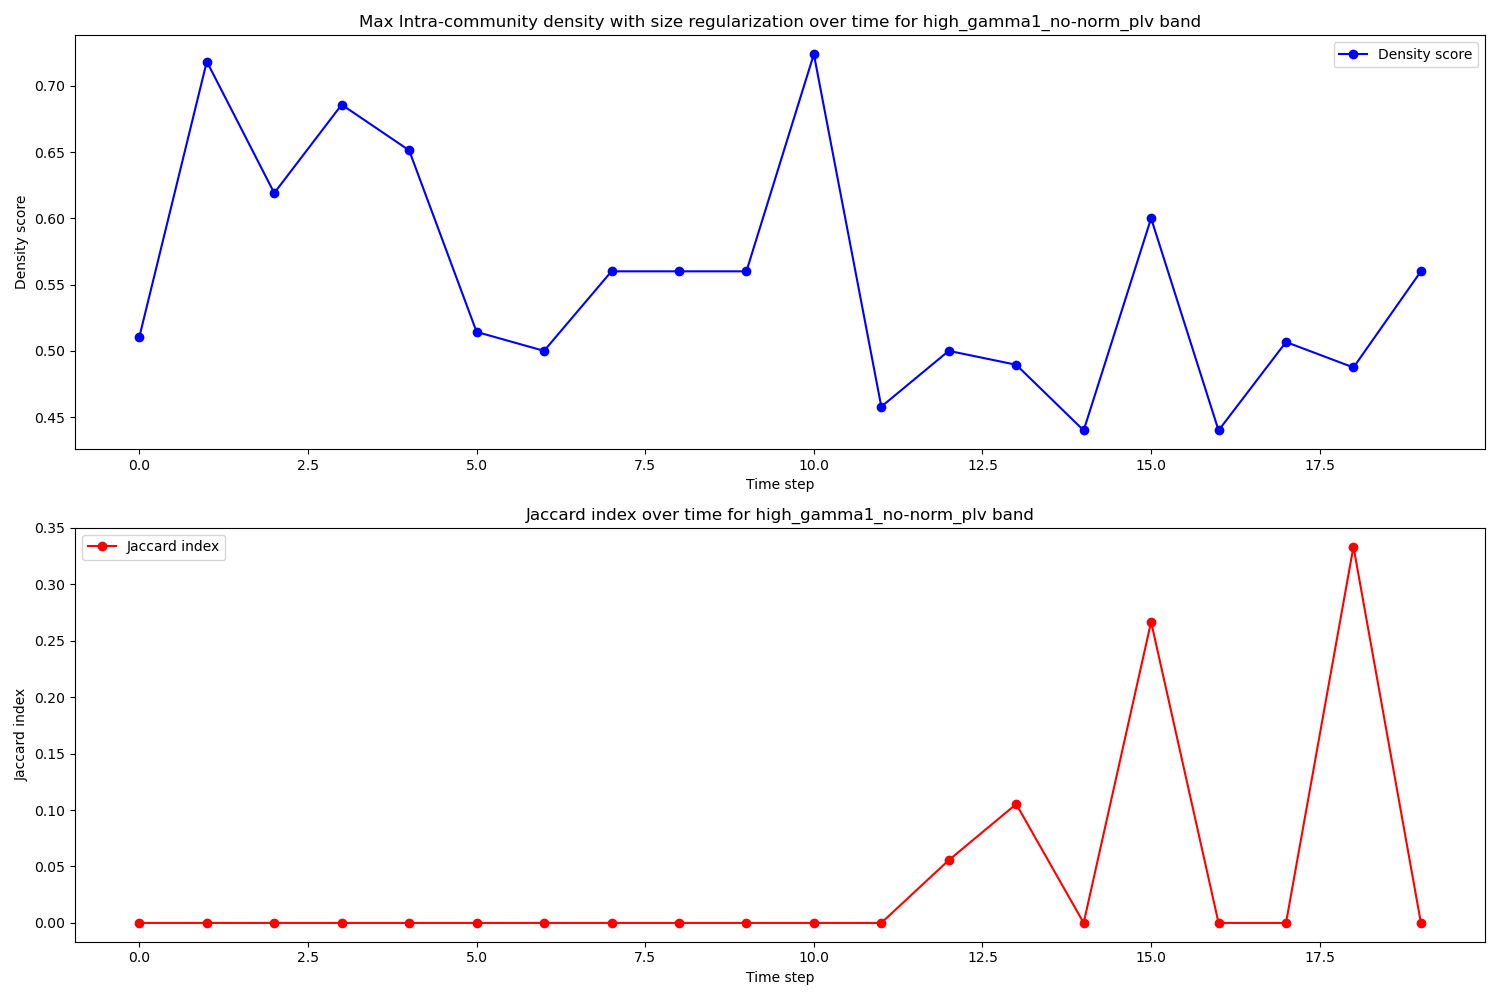 Max Intra-community density with size regularization over time for high_gamma1_no-norm_plv band
Density score
0.70
0.65
0.60
0.55
0.50
0.45
Density score
0.0 2.5 5.0 7.5 10.0 12.5 15.0 17.5
Time step
Jaccard index over time for high_gamma1_no-norm_plv band
Jaccard index
0.35
0.30
0.25
0.20
0.15
0.10
0.05
0.00
Jaccard index
0.0 2.5 5.0 7.5 10.0 12.5 15.0 17.5
Time step